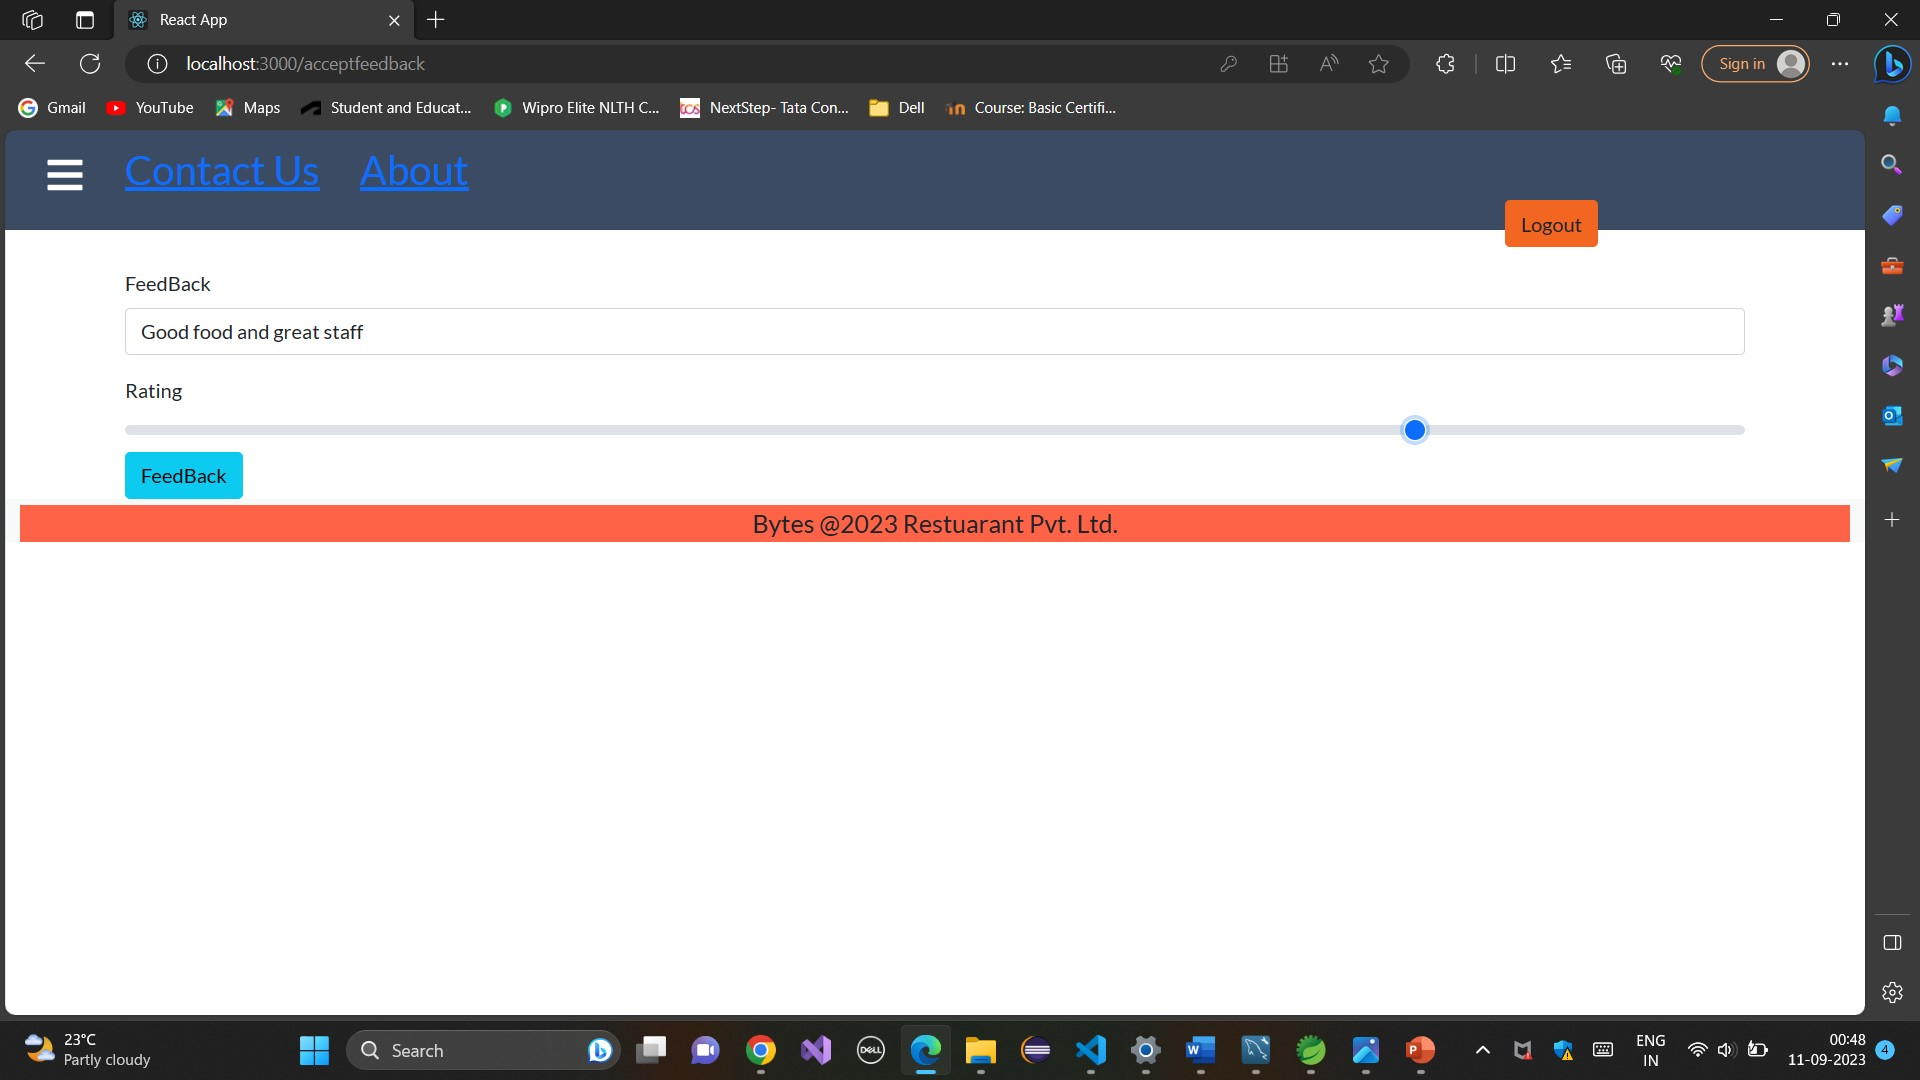 React App
localhost:3000/acceptfeedback
Sign in
Gmail YouTube Maps Student and Educat... Wipro Elite NLTH C... NextStep- Tata Con... Dell Course: Basic Certifi...
Contact Us About
Logout
FeedBack
Good food and great staff
Rating
FeedBack
Bytes @2023 Restuarant Pvt. Ltd.
23°C
Partly cloudy
Search
DELL
ENG
IN
00:48
11-09-2023
4